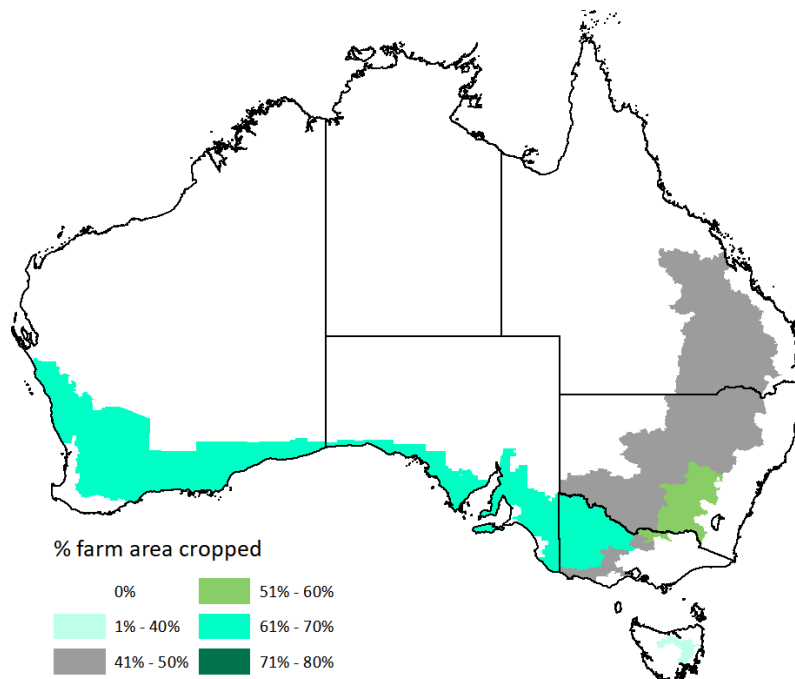 % farm area cropped
0%
51% - 60%
1% - 40%
61% - 70%
41% - 50%
71% - 80%